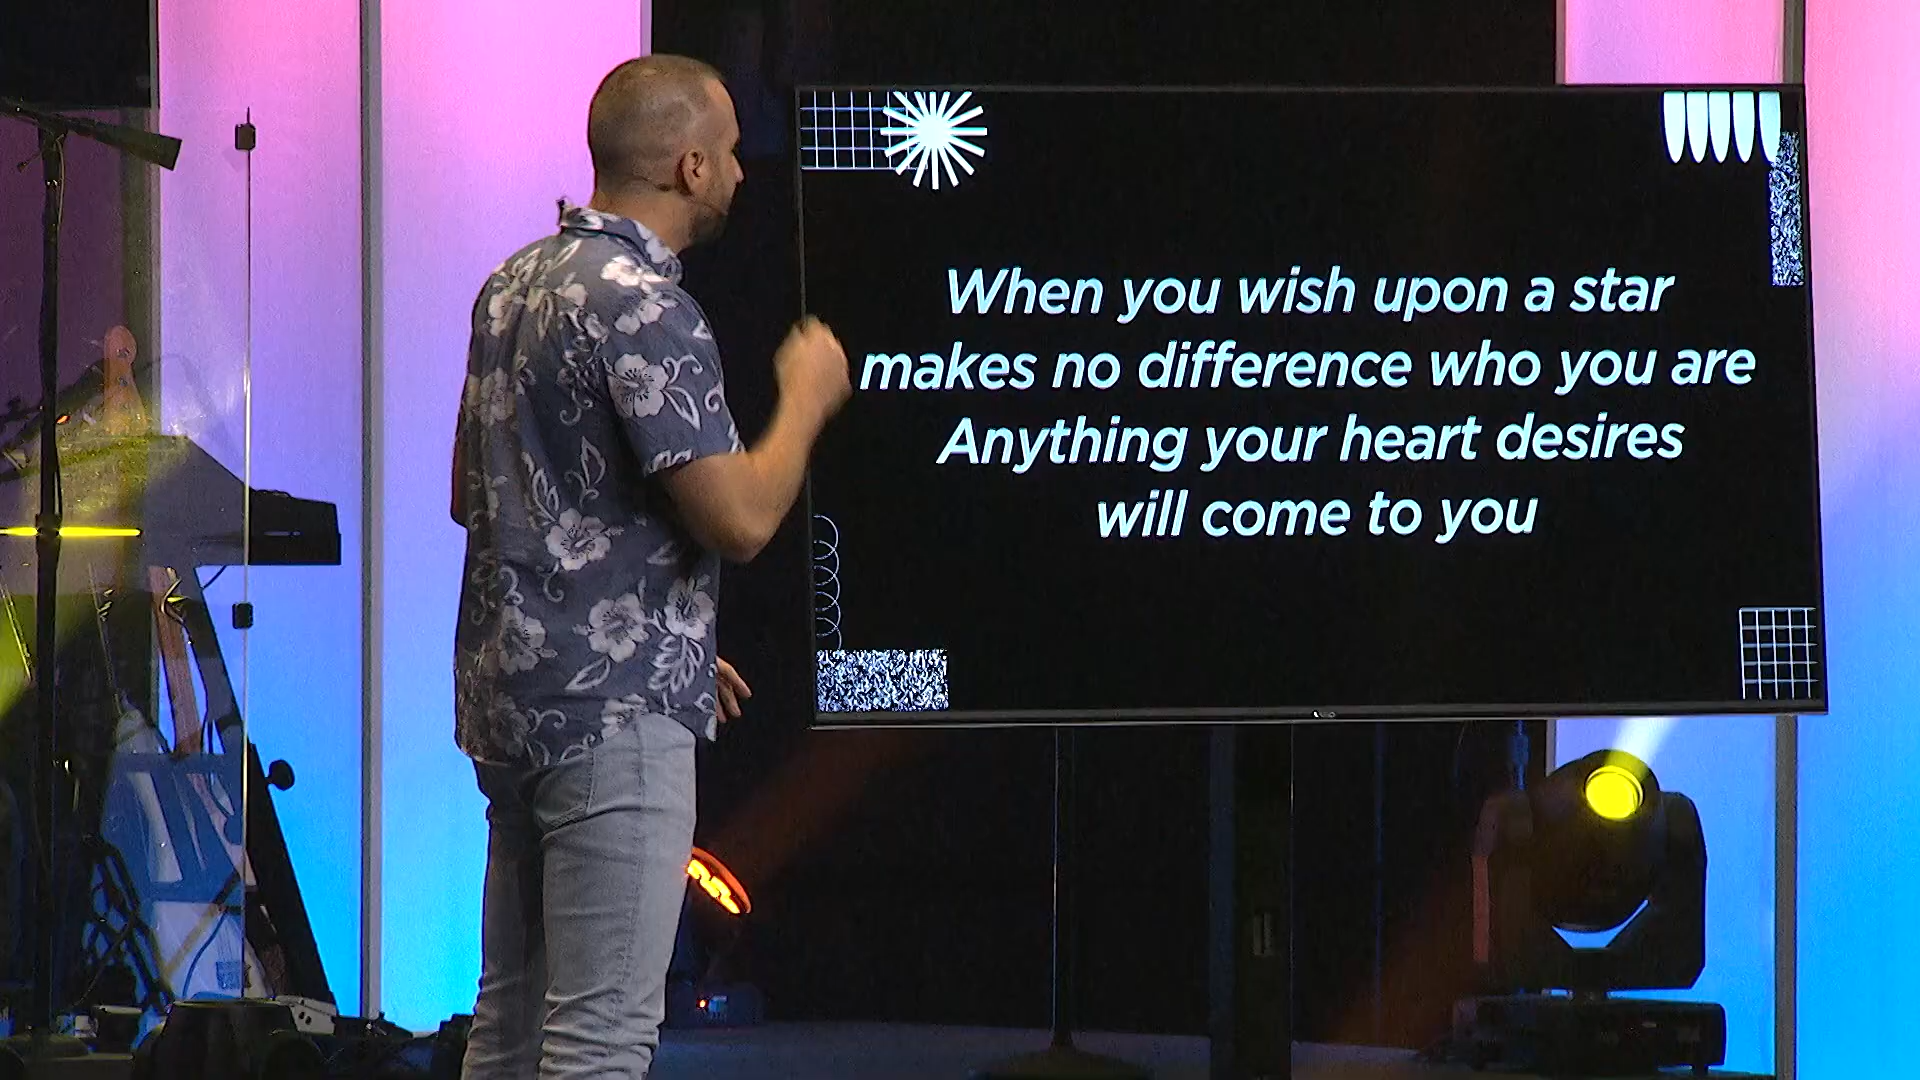 When you wish upon a star
makes no difference who you are
Anything your heart desires
will come to you